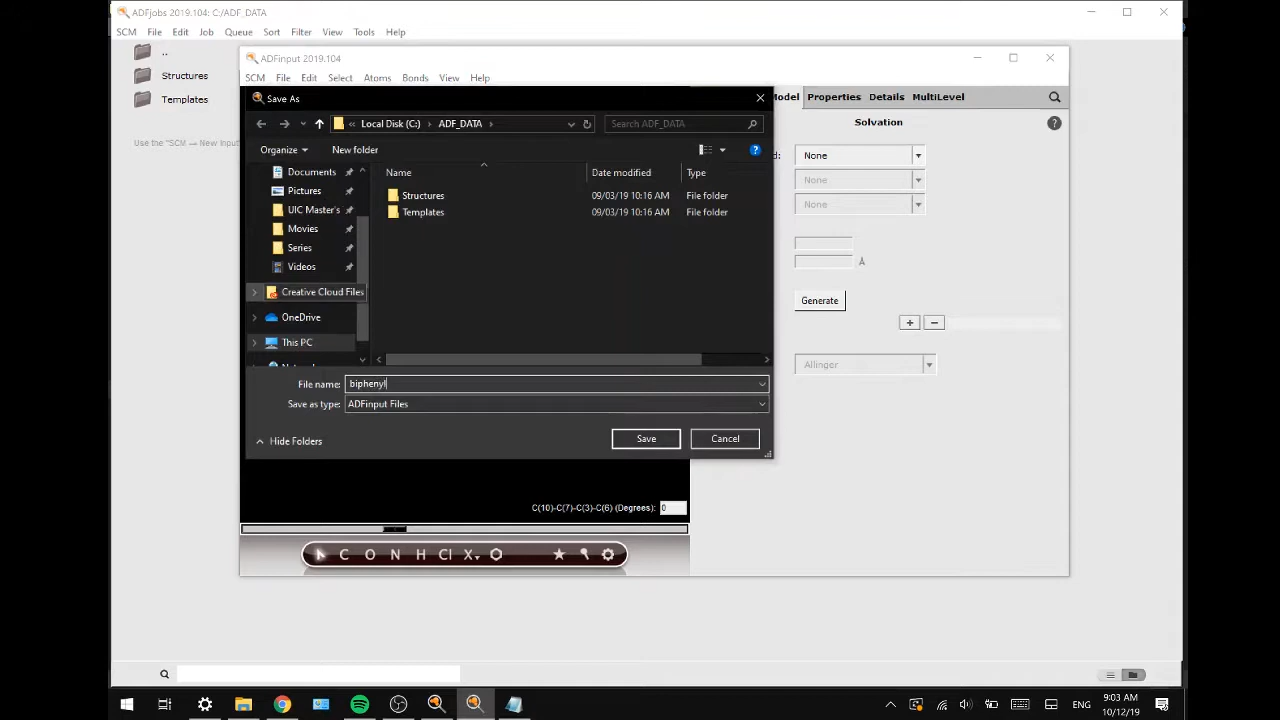 ADFjobs 2019.104: C:/ADF_DATA
SCM File Edit Job Queue Sort Filter View Tools Help
..
Structures
Templates
Use the "SCM → New Input
ADFinput 2019.104
SCM File Edit Select Atoms Bonds View Help
Save As
Model Properties Details MultiLevel
« Local Disk (C:) › ADF_DATA ›
Search ADF_DATA
Solvation
Organize
New folder
d:
None
None
None
Å
Generate
+ −
Allinger
Documents
Pictures
UIC Master's
Movies
Series
Videos
Creative Cloud Files
OneDrive
This PC
Name Date modified Type
Structures 09/03/19 10:16 AM File folder
Templates 09/03/19 10:16 AM File folder
File name: biphenyl
Save as type: ADFinput Files
Hide Folders
Save
Cancel
C(10)-C(7)-C(3)-C(6) (Degrees): 0
C O N H Cl X
ENG
9:03 AM
10/12/19